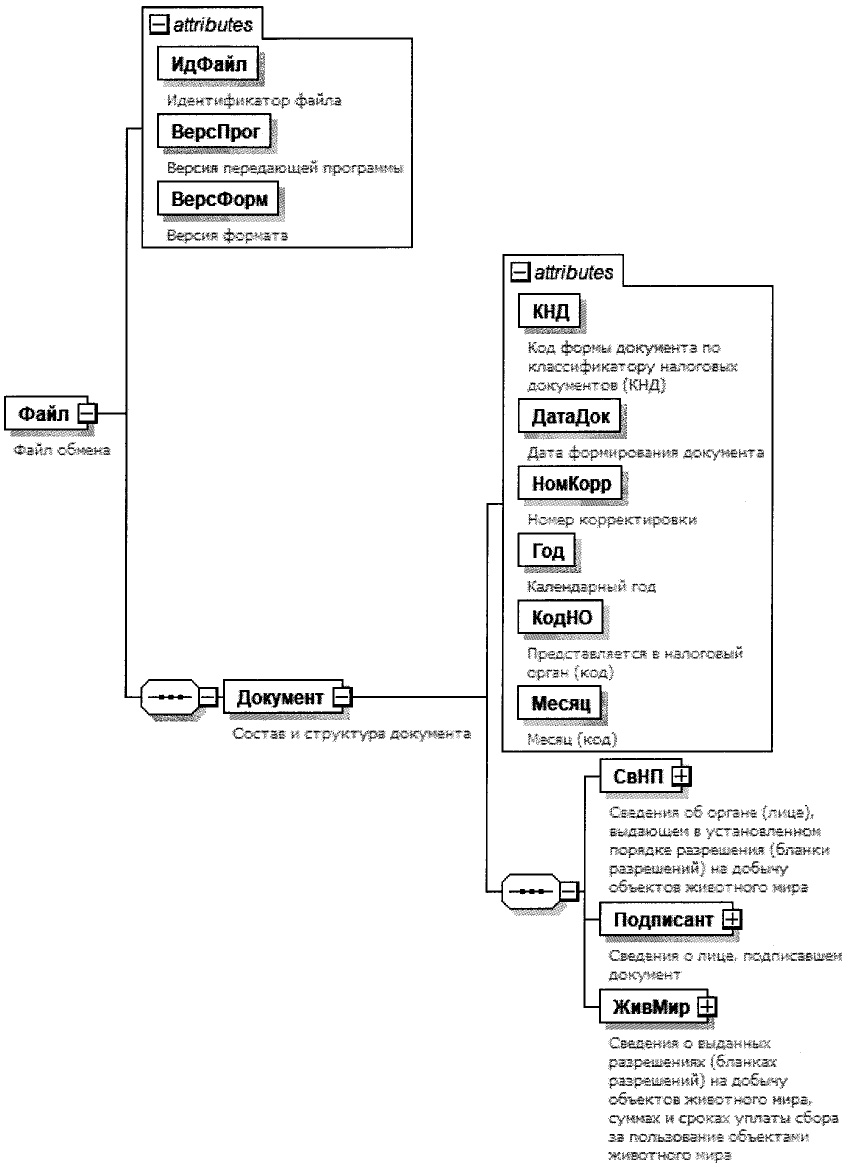 attributes
ИдФайл
Идентификатор файла
ВерсПрог
Версия передающей программы
ВерсФорм
Версия формата
attributes
КНД
Код формы документа по
классификатору налоговых
документов (КНД)
ДатаДок
Дата формирования документа
НомКорр
Номер корректировки
Год
Календарный год
КодНО
Представляется в налоговый
орган (код)
Месяц
Месяц (код)
Файл
Файл обмена
Документ
Состав и структура документа
СвНП
Сведения об органе (лице),
выдающем в установленном
порядке разрешения (бланки
разрешений) на добычу
объектов животного мира
Подписант
Сведения о лице, подписавшем
документ
ЖивМир
Сведения о выданных
разрешениях (бланках
разрешений) на добычу
объектов животного мира,
суммах и сроках уплаты сбора
за пользование объектами
животного мира